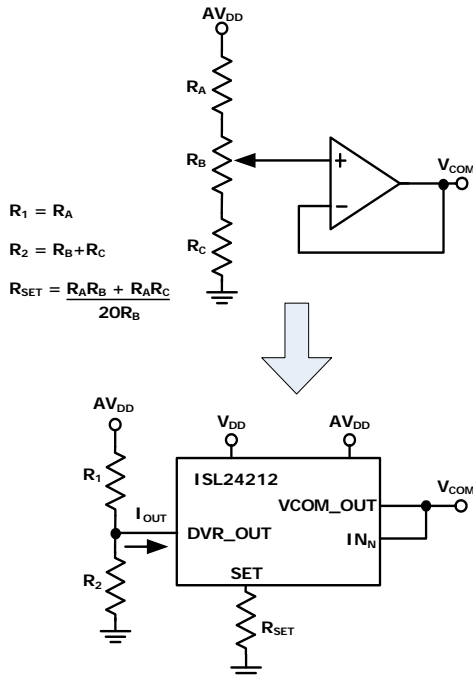 AVDD
RA
RB
RC
+
−
VCOM
R1 = RA
R2 = RB+RC
RSET = RARB + RARC
20RB
AVDD
VDD
AVDD
R1
ISL24212
VCOM
VCOM_OUT
IOUT
DVR_OUT
INN
R2
SET
RSET